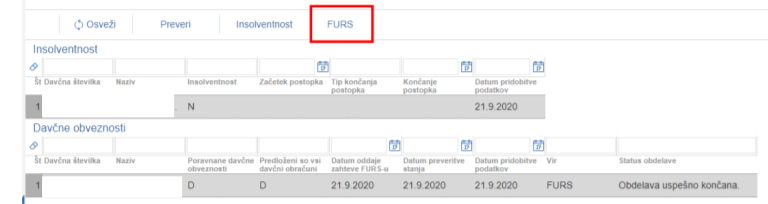 Osveži Preveri Insolventnost FURS
Insolventnost
Št Davčna številka Naziv Insolventnost Začetek postopka Tip končanja postopka Končanje postopka Datum pridobitve podatkov
1 N 21.9.2020
Davčne obveznosti
Št Davčna številka Naziv Poravnane davčne obveznosti Predloženi so vsi davčni obračuni Datum oddaje zahteve FURS-u Datum preveritve stanja Datum pridobitve podatkov Vir Status obdelave
1 D D 21.9.2020 21.9.2020 21.9.2020 FURS Obdelava uspešno končana.